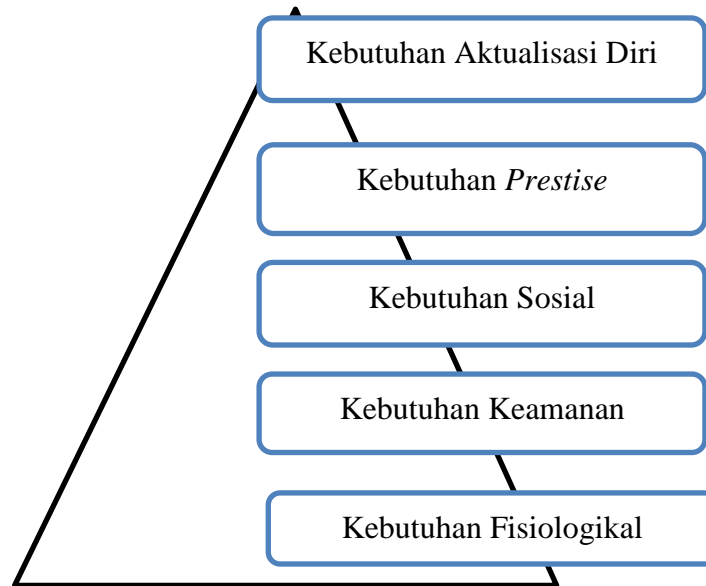 Kebutuhan Aktualisasi Diri
Kebutuhan Prestise
Kebutuhan Sosial
Kebutuhan Keamanan
Kebutuhan Fisiologikal